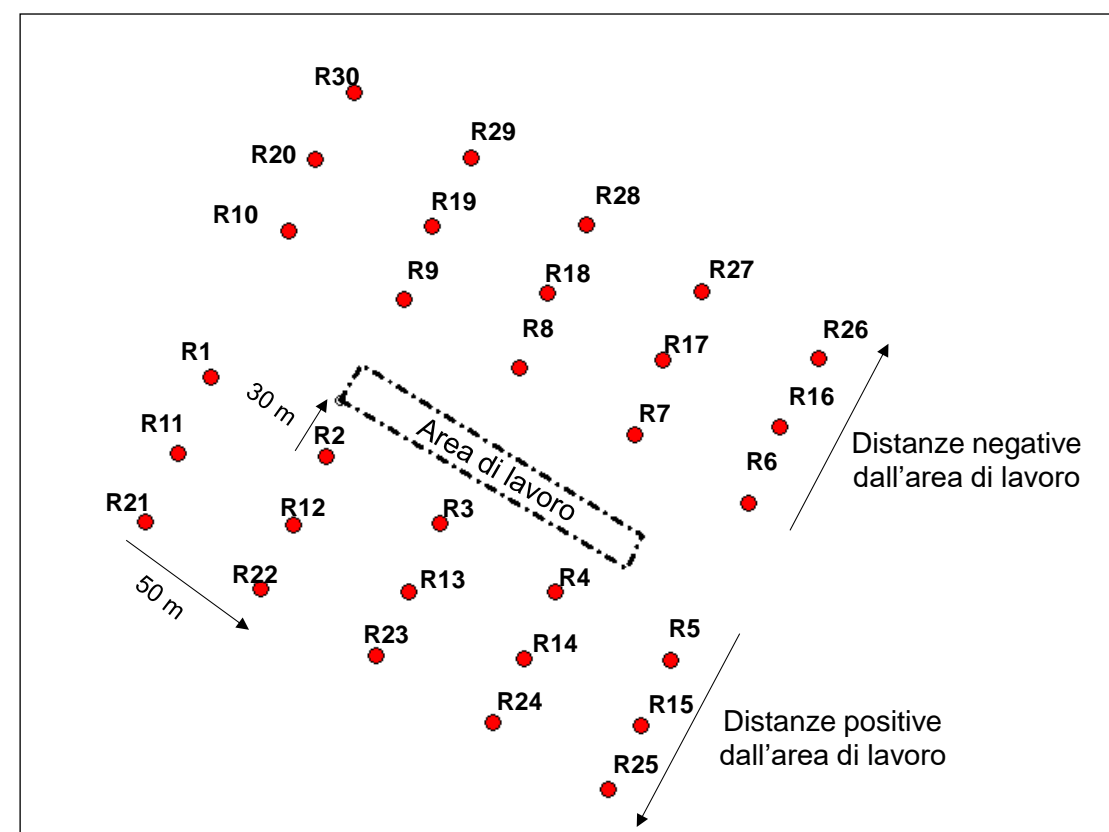 R30
R29
R20
R19
R28
R10
R9
R18
R27
R8
R17
R26
R1
R16
30 m
R7
R11
R2
Area di lavoro
R6
Distanze negative
dall'area di lavoro
R21
R12
R3
R22
R13
R4
50 m
R23
R14
R5
R24
R15
Distanze positive
dall'area di lavoro
R25